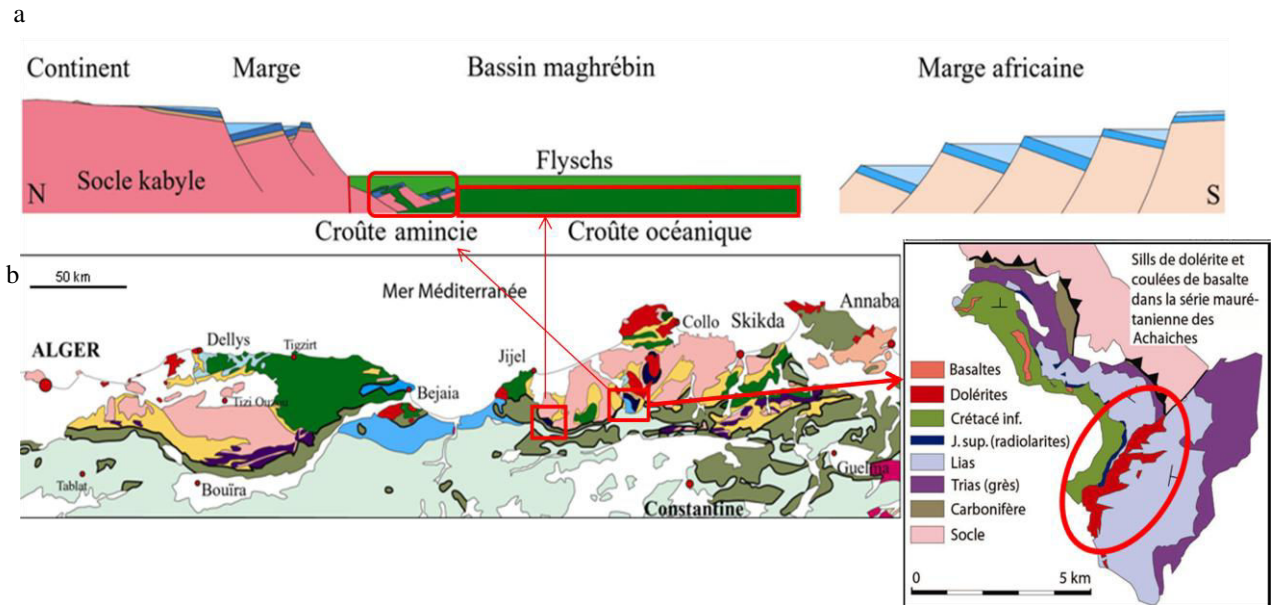 a
Continent
Marge
Bassin maghrébin
Marge africaine
Socle kabyle
N
Flyschs
S
Croûte amincie
Croûte océanique
b
50 km
Mer Méditerranée
ALGER
Dellys
Tigzirt
Tizi Ouzou
Bejaia
Jijel
Collo
Skikda
Annaba
Tablat
Bouïra
Constantine
Guelma
Sills de dolérite et
coulées de basalte
dans la série mauré-
tanienne des
Achaiches
Basaltes
Dolérites
Crétacé inf.
J. sup. (radiolarites)
Lias
Trias (grès)
Carbonifère
Socle
0
5 km